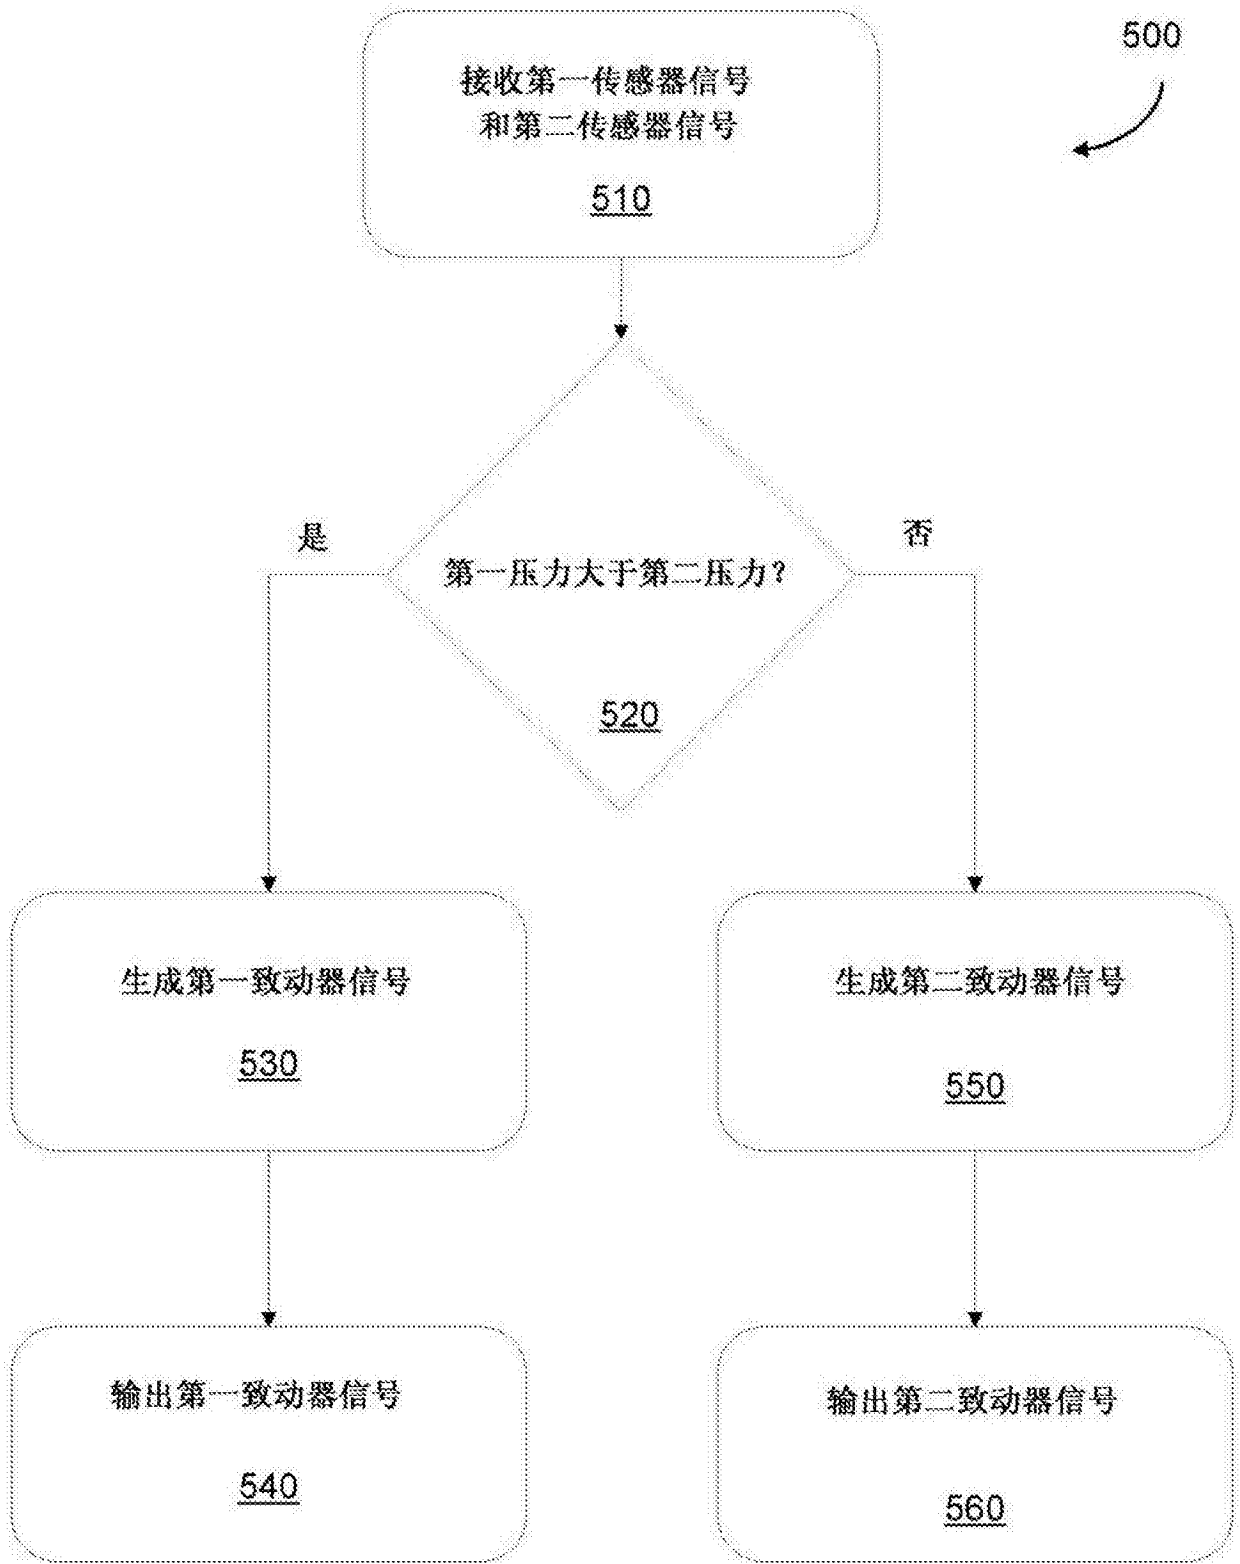 500
接收第一传感器信号
和第二传感器信号
510
是
否
第一压力大于第二压力？
520
生成第一致动器信号
530
生成第二致动器信号
550
输出第一致动器信号
540
输出第二致动器信号
560